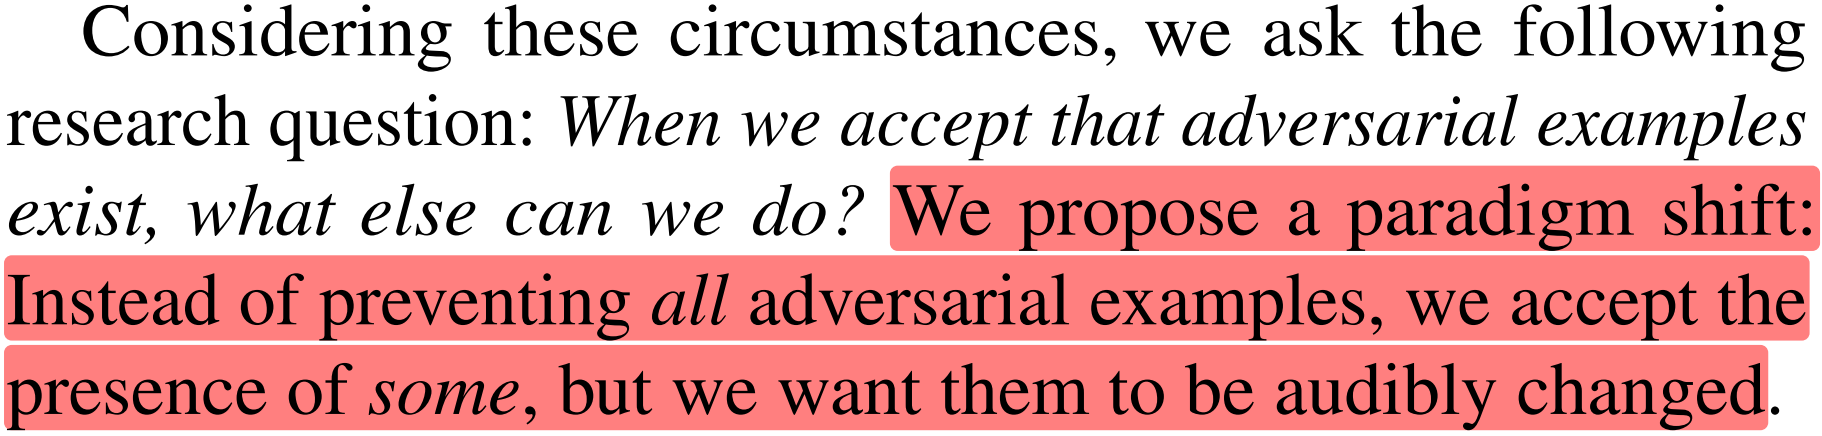 Considering these circumstances, we ask the following
research question: When we accept that adversarial examples
exist, what else can we do? We propose a paradigm shift:
Instead of preventing all adversarial examples, we accept the
presence of some, but we want them to be audibly changed.